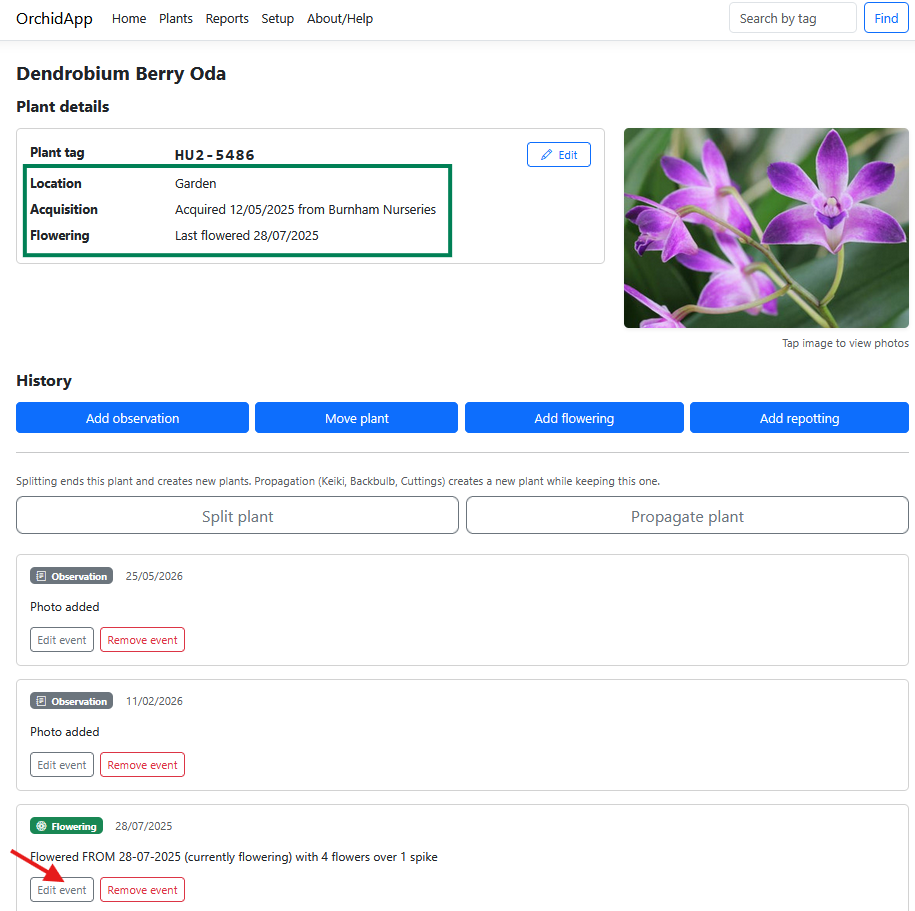 OrchidApp Home Plants Reports Setup About/Help Search by tag Find
Dendrobium Berry Oda
Plant details
Plant tag HU2-5486 Edit
Location Garden
Acquisition Acquired 12/05/2025 from Burnham Nurseries
Flowering Last flowered 28/07/2025
Tap image to view photos
History
Add observation Move plant Add flowering Add repotting
Splitting ends this plant and creates new plants. Propagation (Keiki, Backbulb, Cuttings) creates a new plant while keeping this one.
Split plant Propagate plant
Observation 25/05/2026
Photo added
Edit event Remove event
Observation 11/02/2026
Photo added
Edit event Remove event
Flowering 28/07/2025
Flowered FROM 28-07-2025 (currently flowering) with 4 flowers over 1 spike
Edit event Remove event